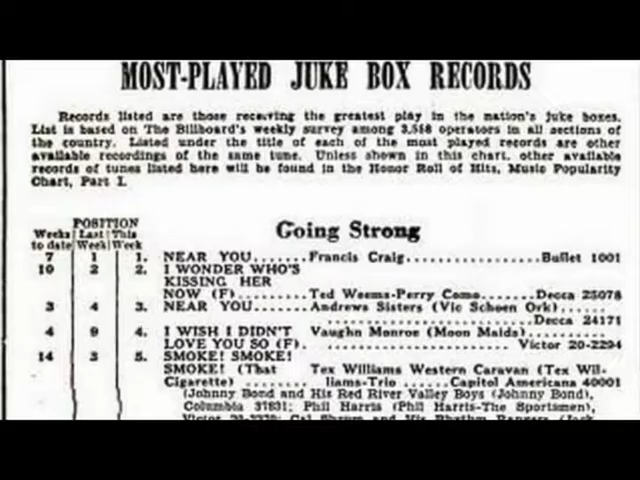 MOST-PLAYED JUKE BOX RECORDS
Records listed are those receiving the greatest play in the nation's juke boxes.
List is based on The Billboard's weekly survey among 3,558 operators in all sections of
the country. Listed under the title of each of the most played records are other
available recordings of the same tune. Unless shown in this chart, other available
records of tunes listed here will be found in the Honor Roll of Hits, Music Popularity
Chart, Part I.
POSITION
Weeks Last This
to date Week Week
Going Strong
7 1 1. NEAR YOU.......Francis Craig..................Bullet 1001
10 2 2. I WONDER WHO'S
KISSING HER
NOW (F).........Ted Weems-Perry Como.......Decca 25078
3 4 3. NEAR YOU.......Andrews Sisters (Vic Schoen Ork).....
..........................Decca 24171
4 9 4. I WISH I DIDN'T Vaughn Monroe (Moon Maids)........
LOVE YOU SO (F). .........................Victor 20-2294
14 3 5. SMOKE! SMOKE!
SMOKE! (That Tex Williams Western Caravan (Tex Wil-
Cigarette) ....... liams-Trio ......Capitol Americana 40001
(Johnny Bond and His Red River Valley Boys (Johnny Bond),
Columbia 37831; Phil Harris (Phil Harris-The Sportsmen),